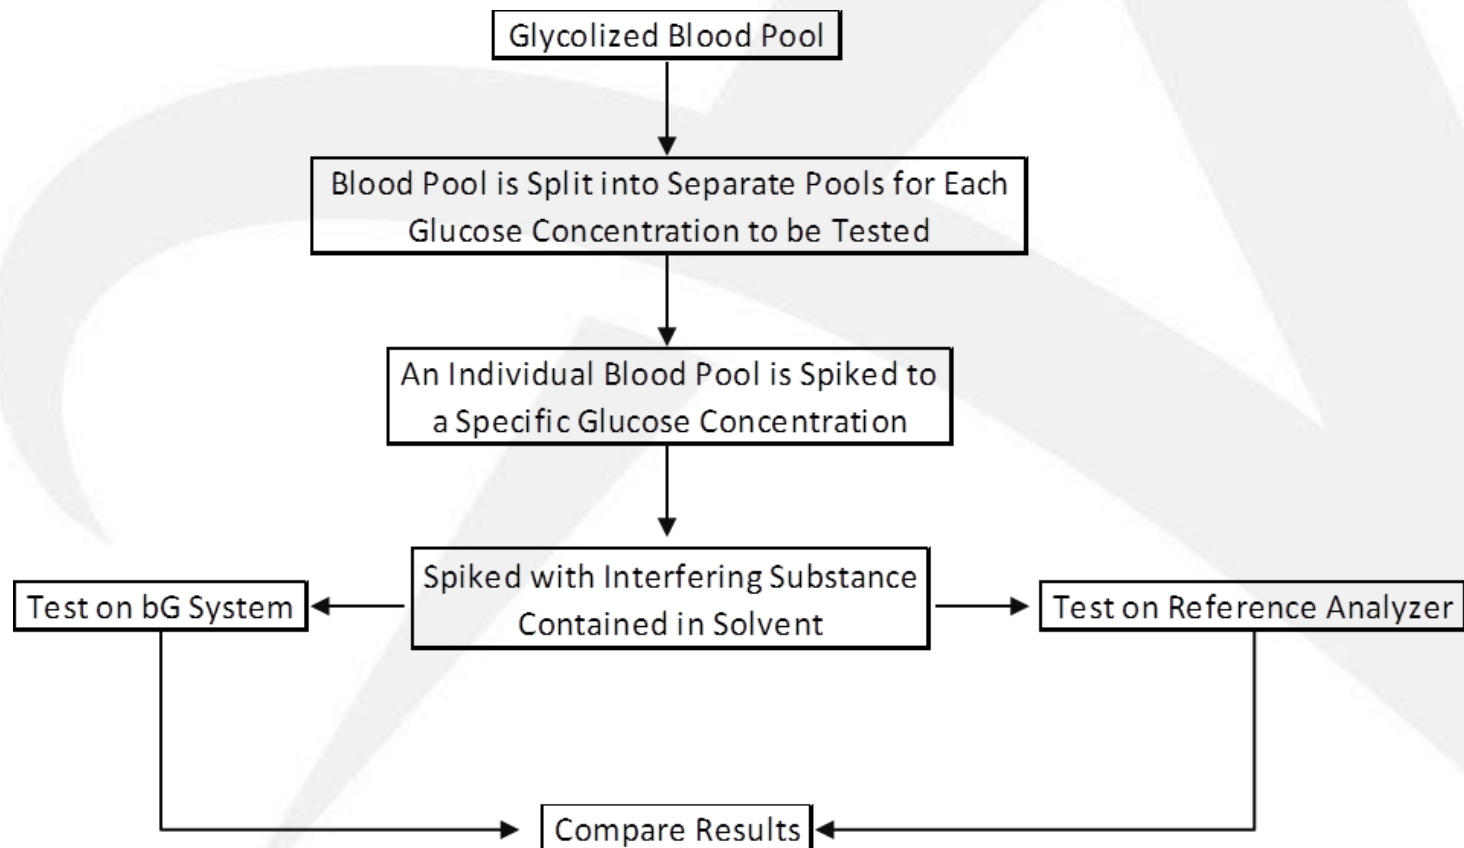 Glycolized Blood Pool
Blood Pool is Split into Separate Pools for Each
Glucose Concentration to be Tested
An Individual Blood Pool is Spiked to
a Specific Glucose Concentration
Spiked with Interfering Substance
Contained in Solvent
Test on bG System
Test on Reference Analyzer
Compare Results